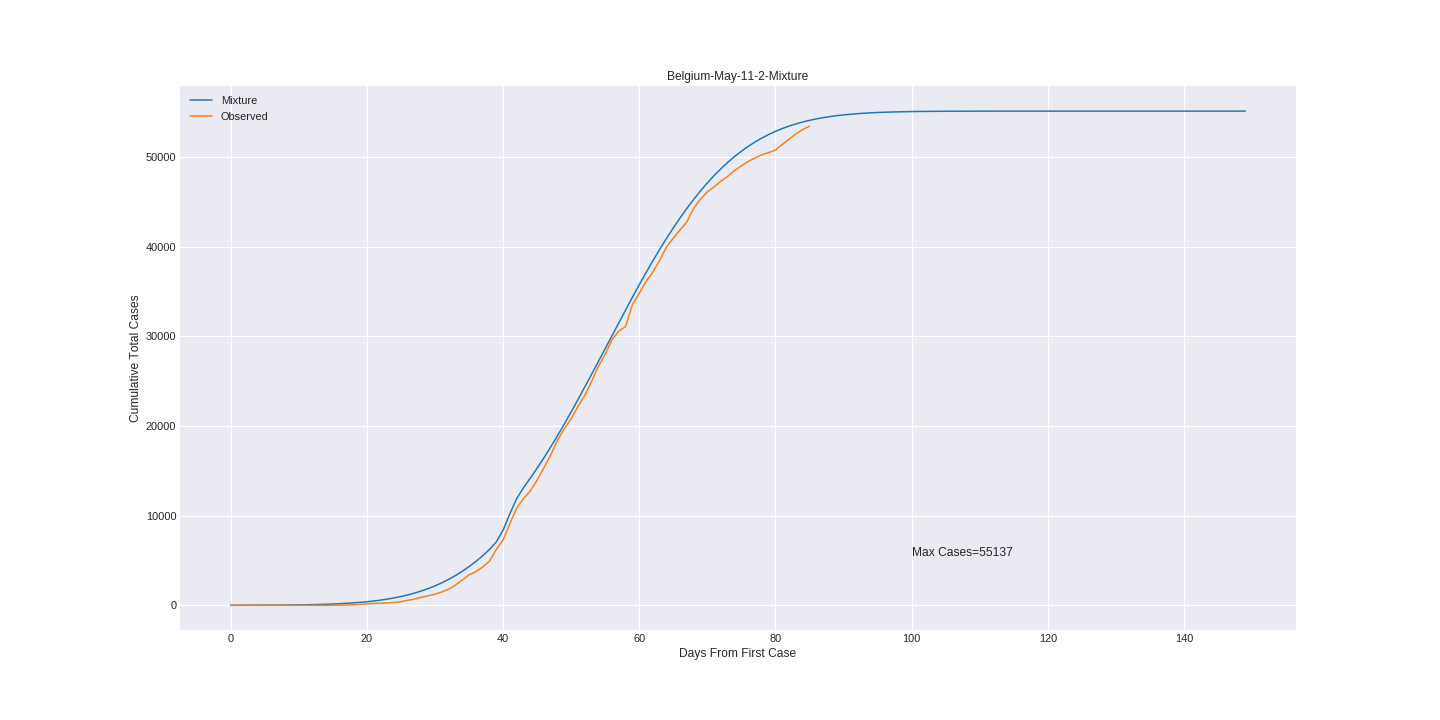 Belgium-May-11-2-Mixture
Mixture
Observed
50000
40000
30000
20000
10000
0
Cumulative Total Cases
Max Cases=55137
0 20 40 60 80 100 120 140
Days From First Case